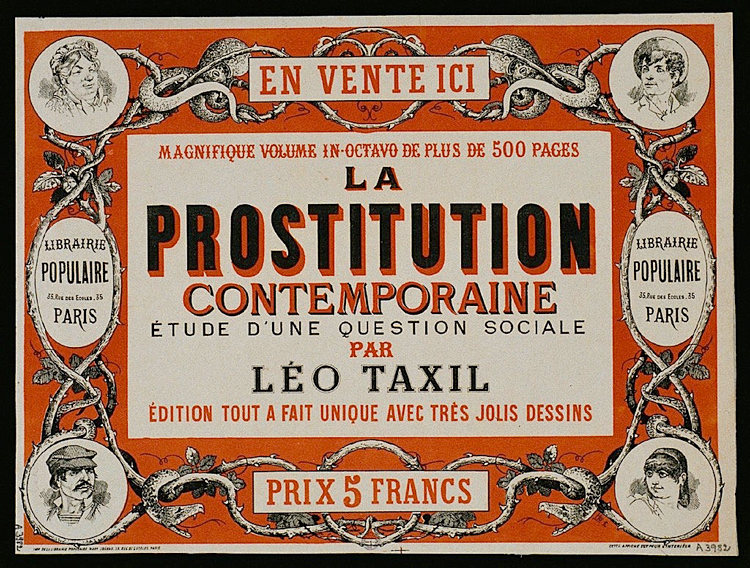 EN VENTE ICI
MAGNIFIQUE VOLUME IN-OCTAVO DE PLUS DE 500 PAGES
LA
PROSTITUTION
CONTEMPORAINE
ÉTUDE D'UNE QUESTION SOCIALE
PAR
LÉO TAXIL
ÉDITION TOUT A FAIT UNIQUE AVEC TRÈS JOLIS DESSINS
LIBRAIRIE
POPULAIRE
35, RUE DES ECOLES, 35
PARIS
LIBRAIRIE
POPULAIRE
35, RUE DES ECOLES, 35
PARIS
PRIX 5 FRANCS
A 3982